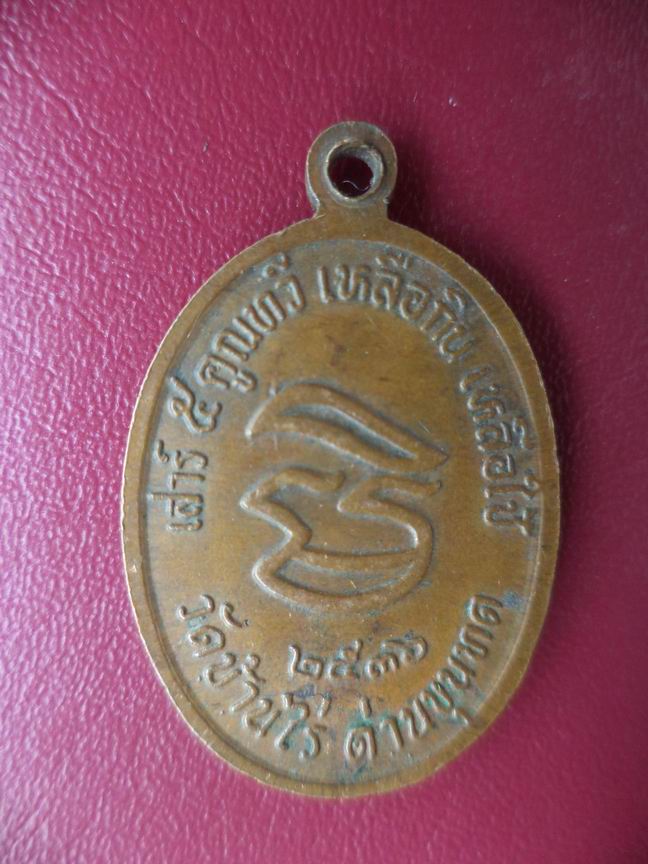 เสาร์ ๕ คูณทวี เหลือกิน เหลือใช้
๒๕๓๖
วัดบ้านไร่ ด่านขุนทด